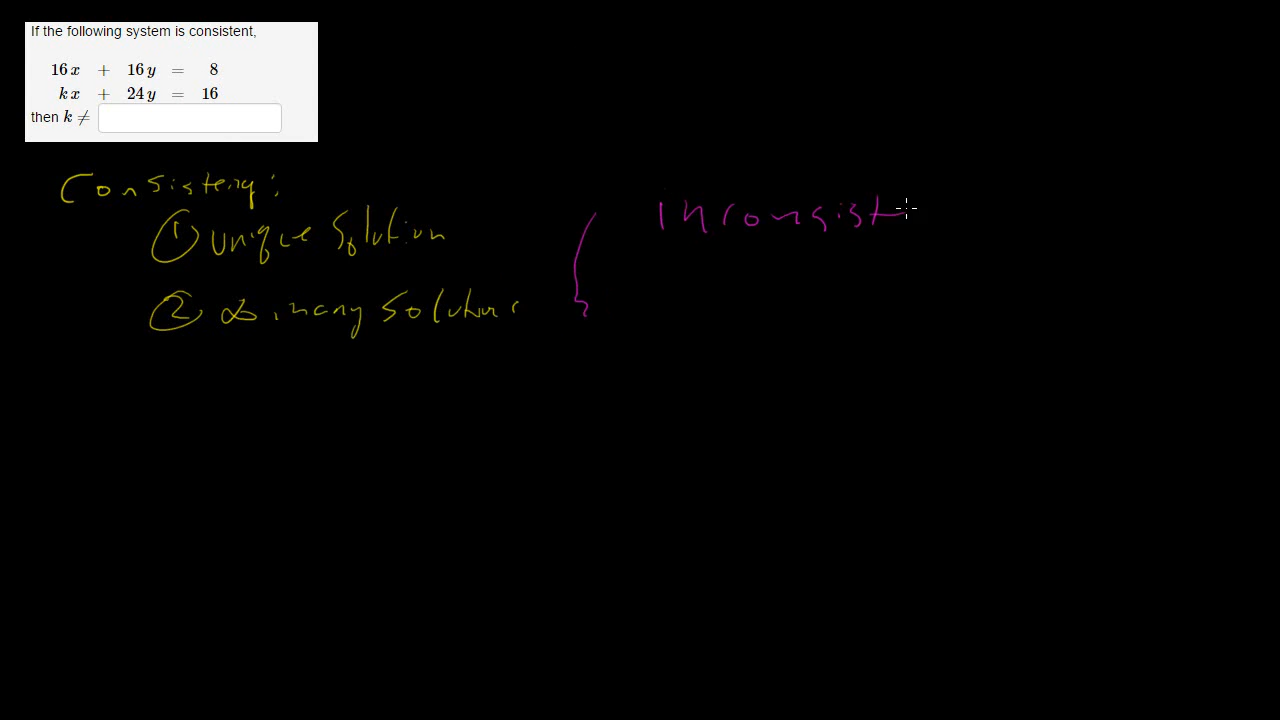 If the following system is consistent,
16x + 16y = 8
kx + 24y = 16
then k ≠
Consistency:
① unique solution
② ∞ many solutions
inconsist